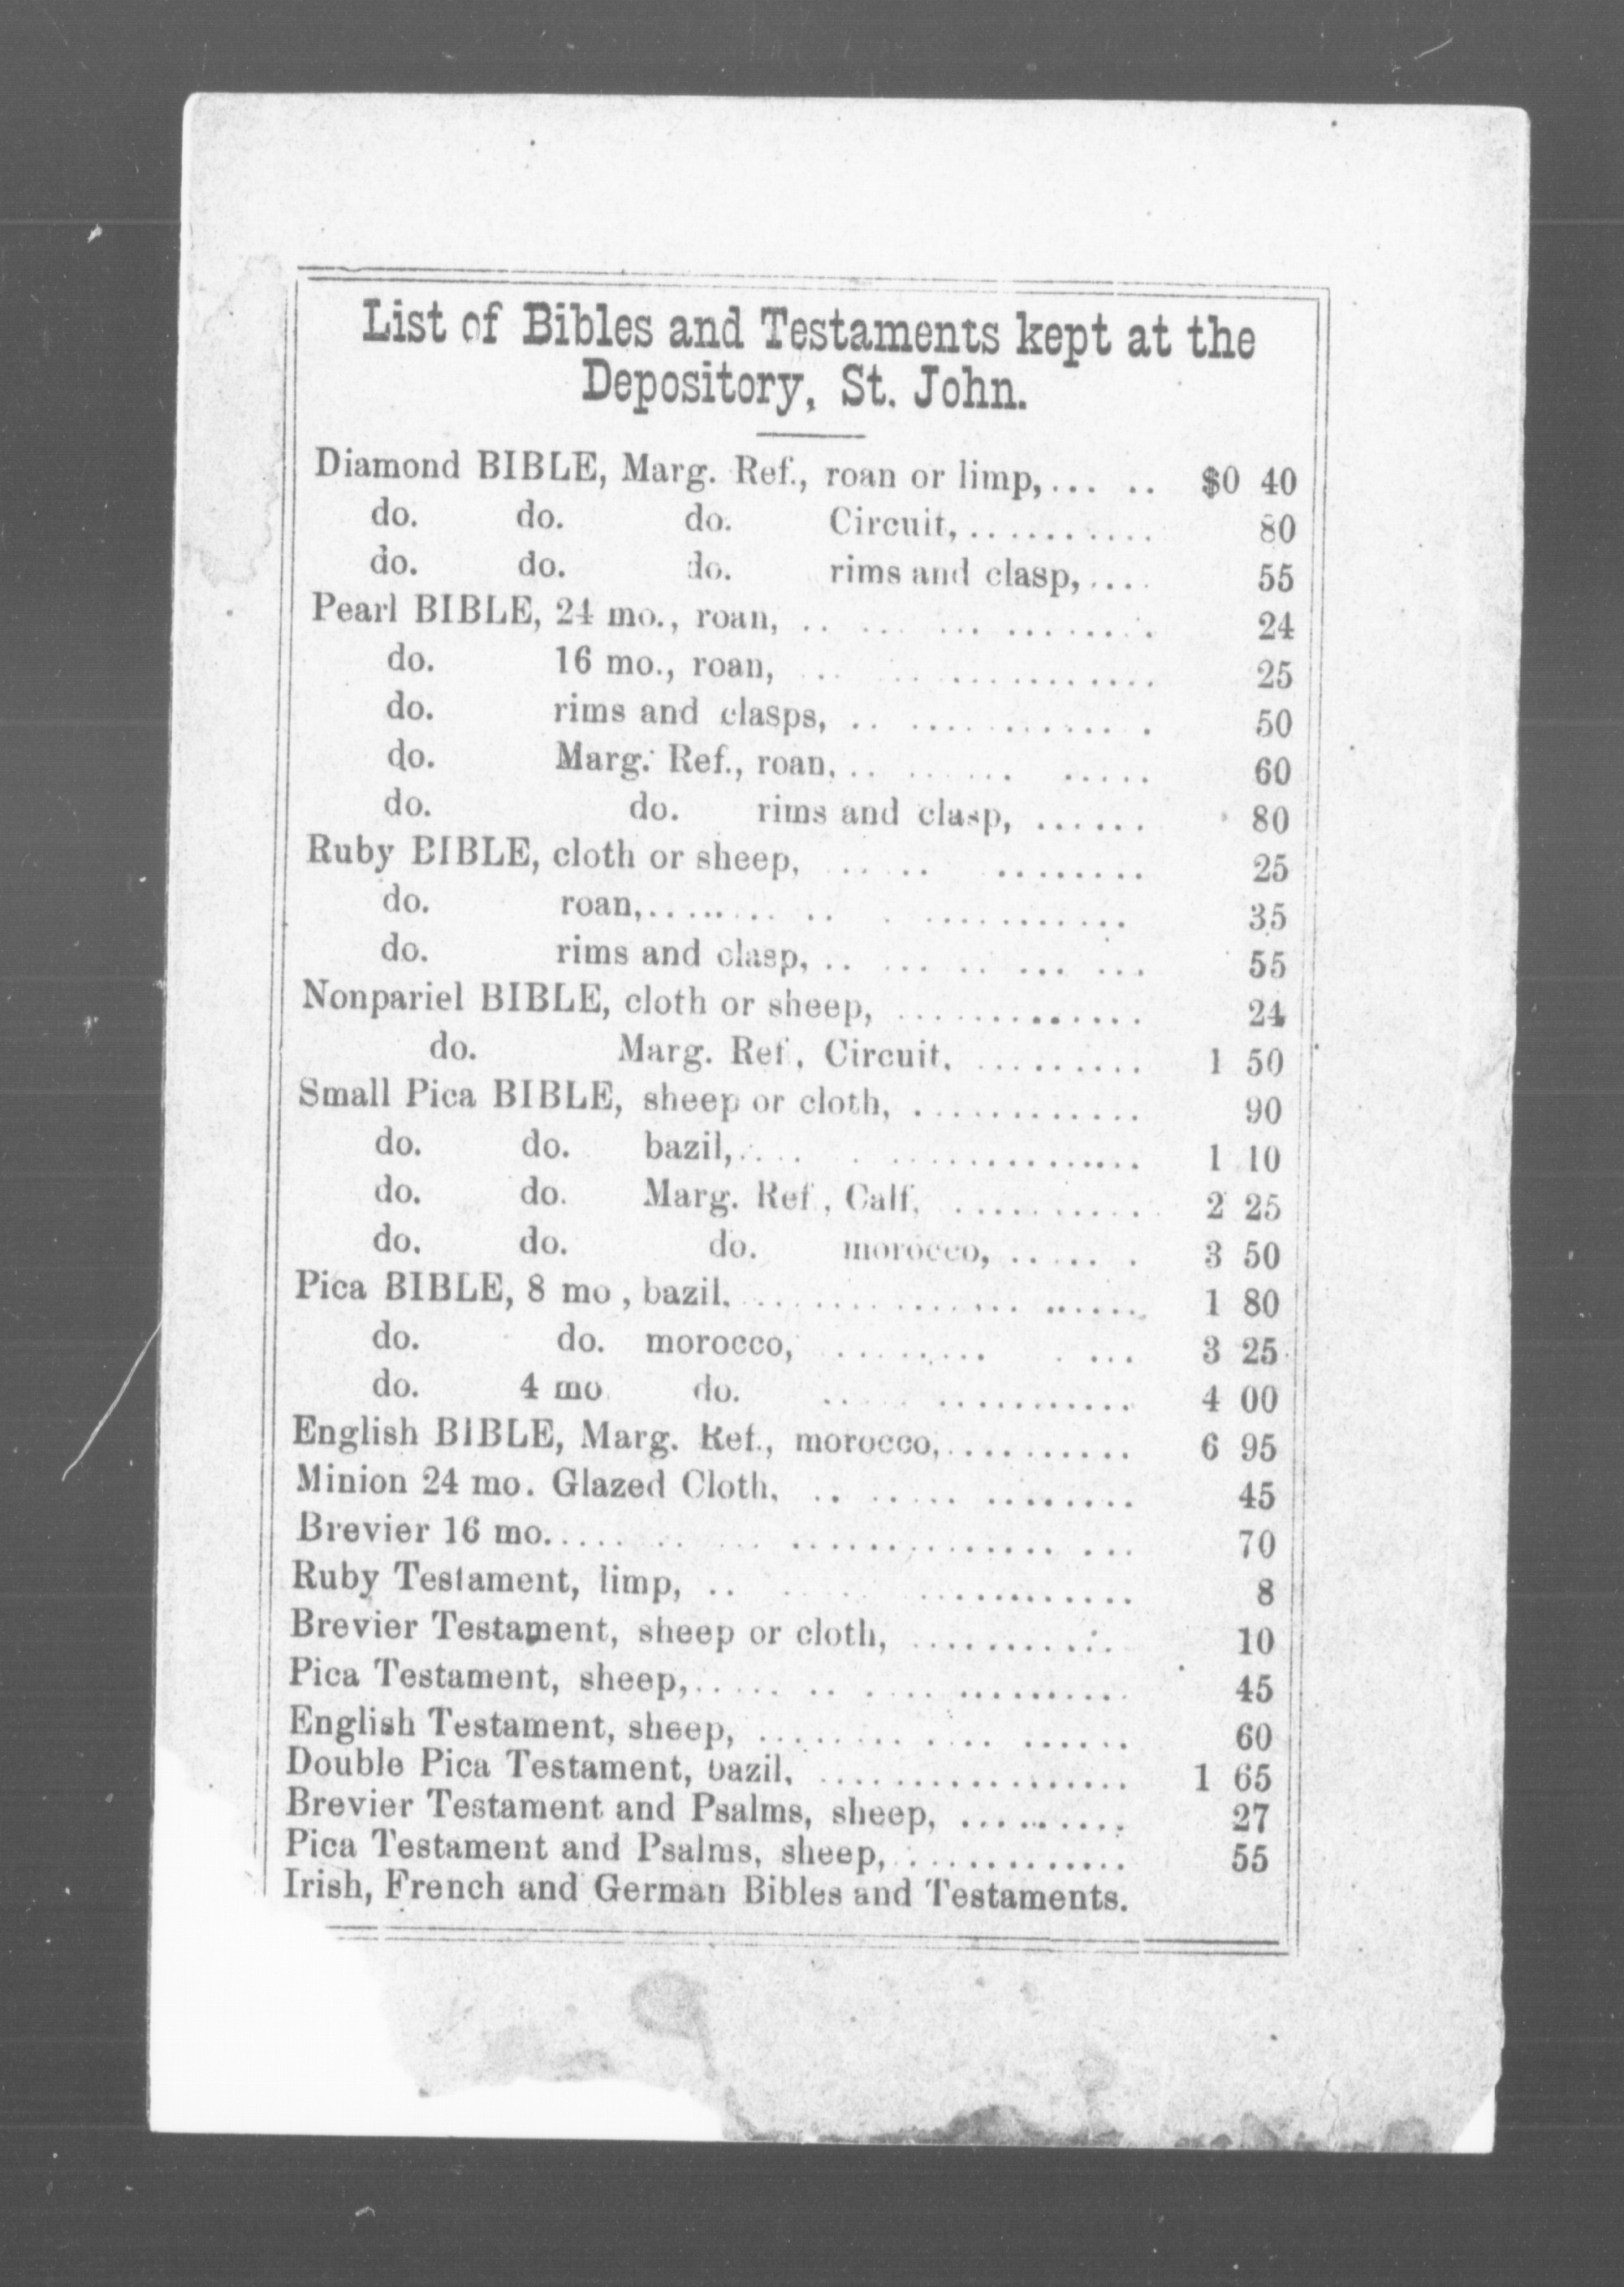 List of Bibles and Testaments kept at the
Depository, St. John.
Diamond BIBLE, Marg. Ref., roan or limp,... .. $0 40
do. do. do. Circuit,.......... 80
do. do. do. rims and clasp,.... 55
Pearl BIBLE, 24 mo., roan, .. ... ... ........ 24
do. 16 mo., roan, ... ............... 25
do. rims and clasps, .. ............ . 50
do. Marg. Ref., roan, .. ...... ..... 60
do. do. rims and clasp, ...... 80
Ruby BIBLE, cloth or sheep, ..... ........ 25
do. roan,........ .. . ........... 35
do. rims and clasp, .. ... .. ... ... 55
Nonpariel BIBLE, cloth or sheep, ............. 24
do. Marg. Ref., Circuit, ......... 1 50
Small Pica BIBLE, sheep or cloth, ............ 90
do. do. bazil,.... . ............. 1 10
do. do. Marg. Ref., Calf, ........... 2 25
do. do. do. morocco, ..... . 3 50
Pica BIBLE, 8 mo , bazil, .............. ...... 1 80
do. do. morocco, ........ . ... 3 25
do. 4 mo. do. ..... ........... 4 00
English BIBLE, Marg. Ref., morocco,.......... 6 95
Minion 24 mo. Glazed Cloth, .. ..... ........ 45
Brevier 16 mo..... .. ... .............. ... 70
Ruby Testament, limp, .. .... ........... 8
Brevier Testament, sheep or cloth, ........... 10
Pica Testament, sheep,..... .. .... ......... 45
English Testament, sheep, ........ .... ...... 60
Double Pica Testament, bazil, ................ 1 65
Brevier Testament and Psalms, sheep, ......... 27
Pica Testament and Psalms, sheep, ............ 55
Irish, French and German Bibles and Testaments.